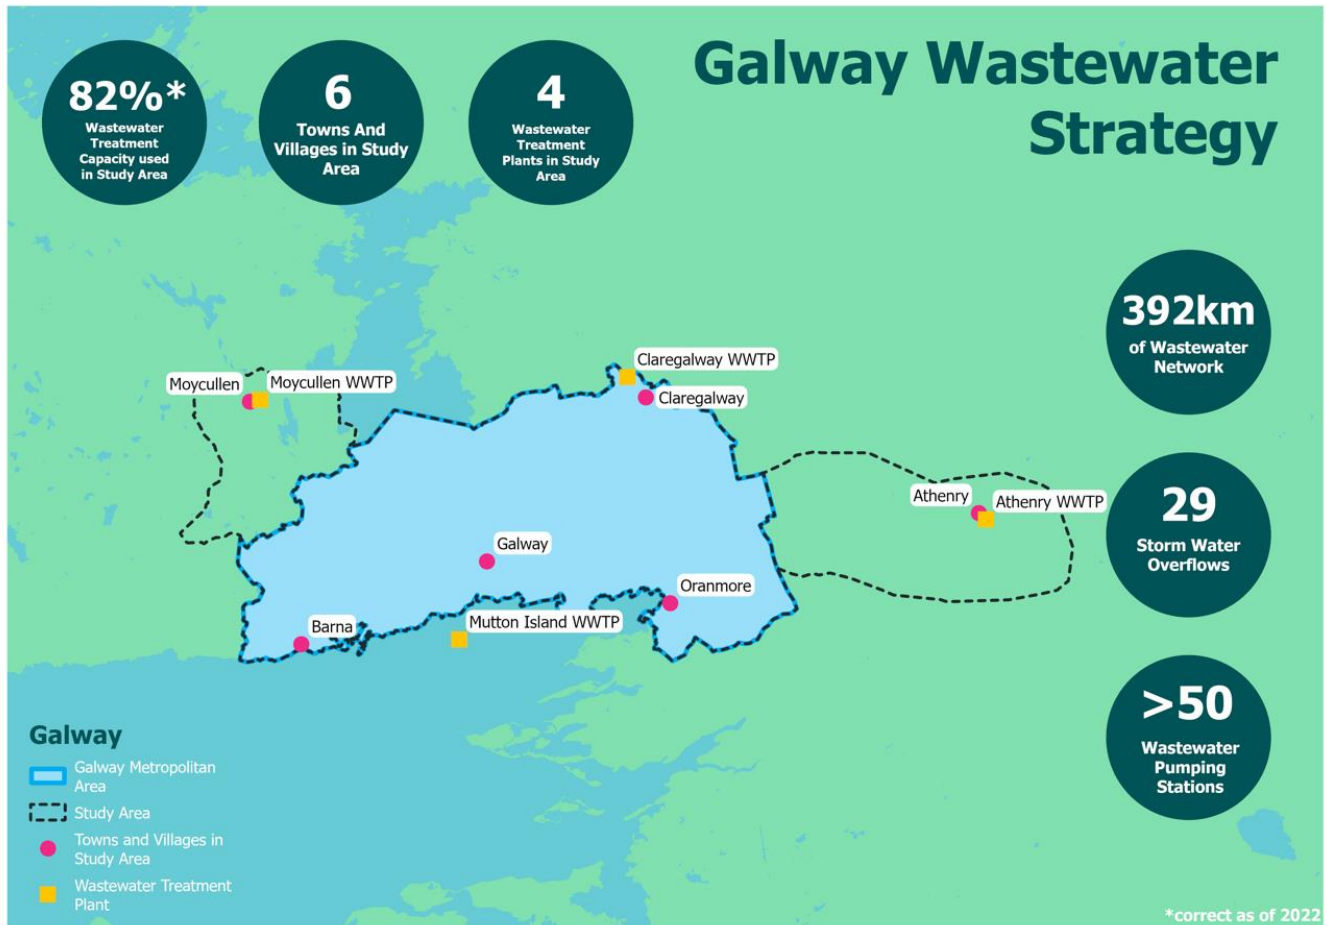 Galway Wastewater
Strategy
82%*
Wastewater
Treatment
Capacity used
in Study Area
6
Towns And
Villages in Study
Area
4
Wastewater
Treatment
Plants in Study
Area
392km
of Wastewater
Network
29
Storm Water
Overflows
>50
Wastewater
Pumping
Stations
Moycullen
Moycullen WWTP
Claregalway WWTP
Claregalway
Athenry
Athenry WWTP
Galway
Oranmore
Barna
Mutton Island WWTP
Galway
Galway Metropolitan
Area
Study Area
Towns and Villages in
Study Area
Wastewater Treatment
Plant
*correct as of 2022